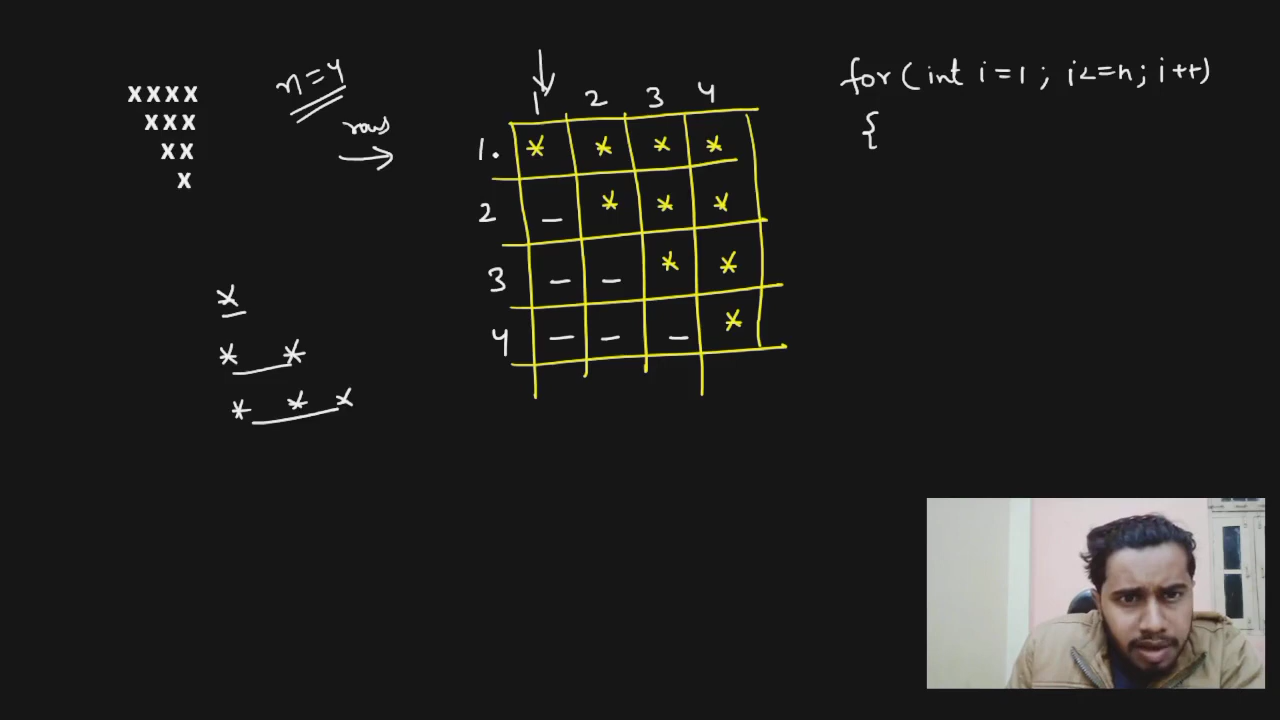 XXXX
XXX
XX
X
n=4
rows
1 2 3 4
1. * * * *
2 _ * * *
3 _ _ * *
4 _ _ _ *
*
* *
* * *
for(int i=1; i<=n; i++)
{